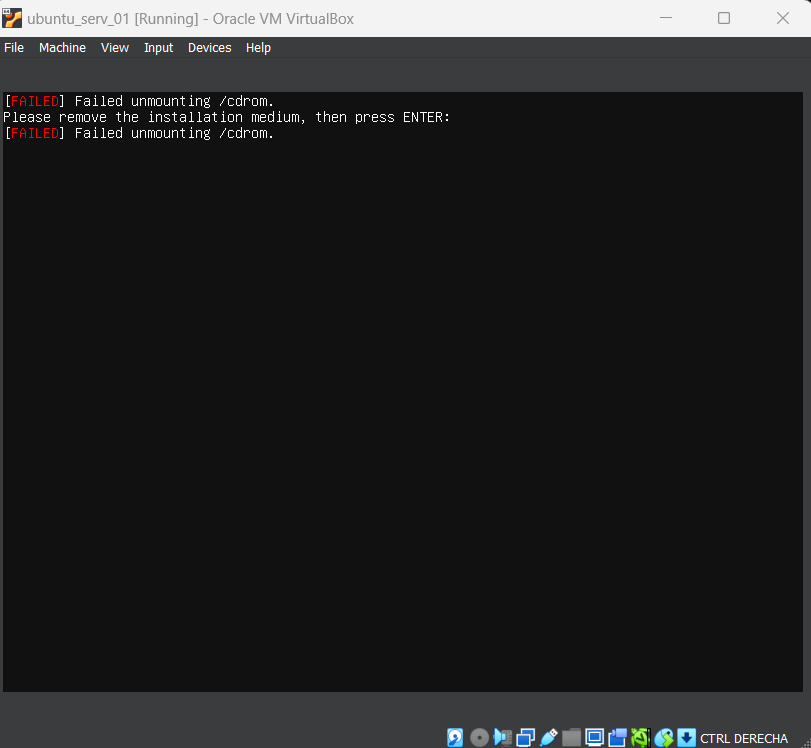 ubuntu_serv_01 [Running] - Oracle VM VirtualBox
File Machine View Input Devices Help
[FAILED] Failed unmounting /cdrom.
Please remove the installation medium, then press ENTER:
[FAILED] Failed unmounting /cdrom.
CTRL DERECHA